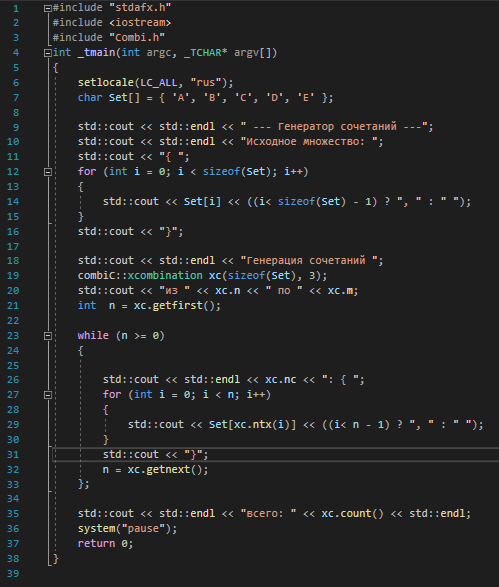 1 #include "stdafx.h"
2 #include <iostream>
3 #include "Combi.h"
4 int _tmain(int argc, _TCHAR* argv[])
5 {
6     setlocale(LC_ALL, "rus");
7     char Set[] = { 'A', 'B', 'C', 'D', 'E' };
8
9     std::cout << std::endl << " --- Генератор сочетаний ---";
10     std::cout << std::endl << "Исходное множество: ";
11     std::cout << "{ ";
12     for (int i = 0; i < sizeof(Set); i++)
13     {
14         std::cout << Set[i] << ((i< sizeof(Set) - 1) ? ", " : " ");
15     }
16     std::cout << "}";
17
18     std::cout << std::endl << "Генерация сочетаний ";
19     combiC::xcombination xc(sizeof(Set), 3);
20     std::cout << "из " << xc.n << " по " << xc.m;
21     int  n = xc.getfirst();
22
23     while (n >= 0)
24     {
25
26         std::cout << std::endl << xc.nc << ": { ";
27         for (int i = 0; i < n; i++)
28         {
29             std::cout << Set[xc.ntx(i)] << ((i< n - 1) ? ", " : " ");
30         }
31         std::cout << "}";
32         n = xc.getnext();
33     };
34
35     std::cout << std::endl << "всего: " << xc.count() << std::endl;
36     system("pause");
37     return 0;
38 }
39